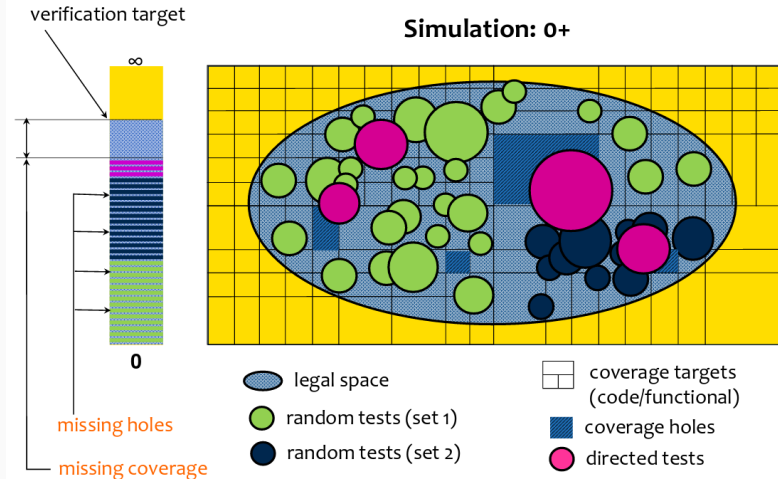 verification target
Simulation: 0+
∞
0
missing holes
missing coverage
legal space
random tests (set 1)
random tests (set 2)
coverage targets
(code/functional)
coverage holes
directed tests